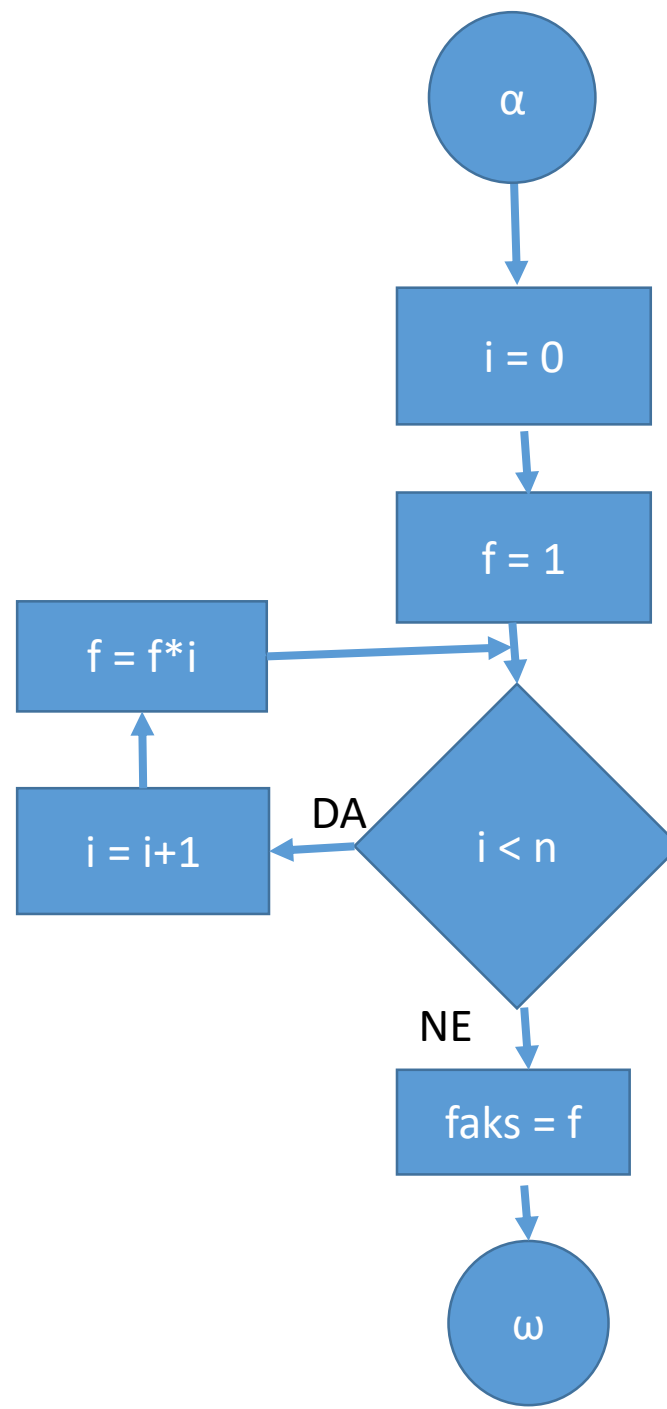 α
i = 0
f = 1
f = f*i
DA
i = i+1
i < n
NE
faks = f
ω